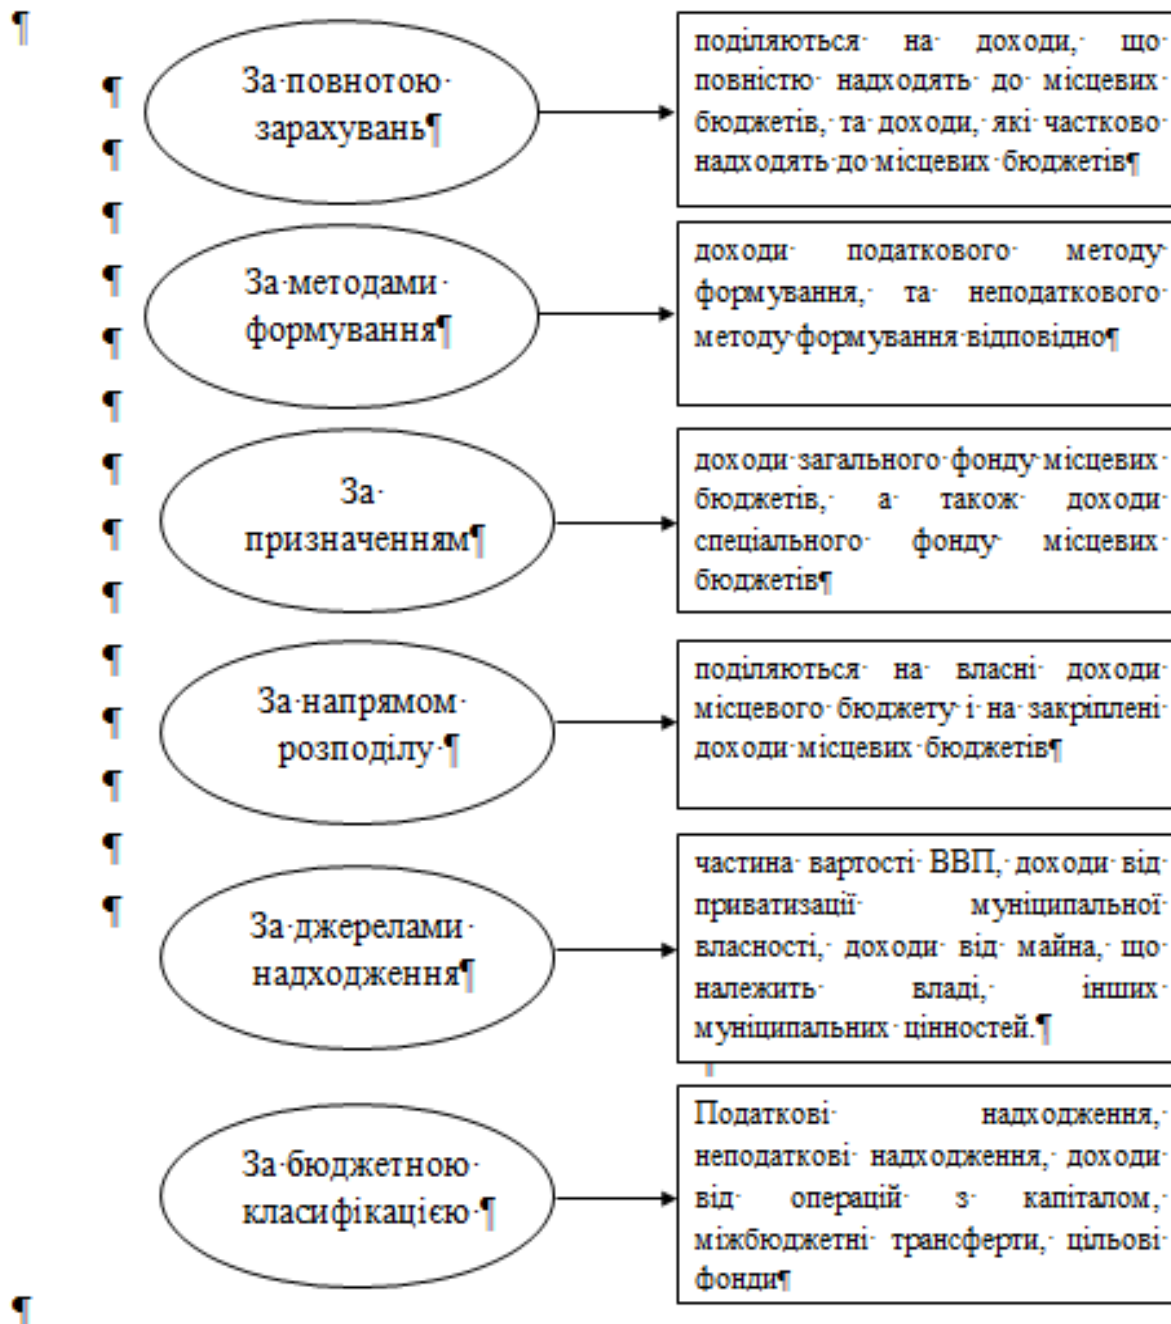 За повнотою
зарахувань
поділяються на доходи, що
повністю надходять до місцевих
бюджетів, та доходи, які частково
надходять до місцевих бюджетів
За методами
формування
доходи податкового методу
формування, та неподаткового
методу формування відповідно
За
призначенням
доходи загального фонду місцевих
бюджетів, а також доходи
спеціального фонду місцевих
бюджетів
За напрямом
розподілу
поділяються на власні доходи
місцевого бюджету і на закріплені
доходи місцевих бюджетів
За джерелами
надходження
частина вартості ВВП, доходи від
приватизації муніципальної
власності, доходи від майна, що
належить владі, інших
муніципальних цінностей.
За бюджетною
класифікацією
Податкові надходження,
неподаткові надходження, доходи
від операцій з капіталом,
міжбюджетні трансферти, цільові
фонди